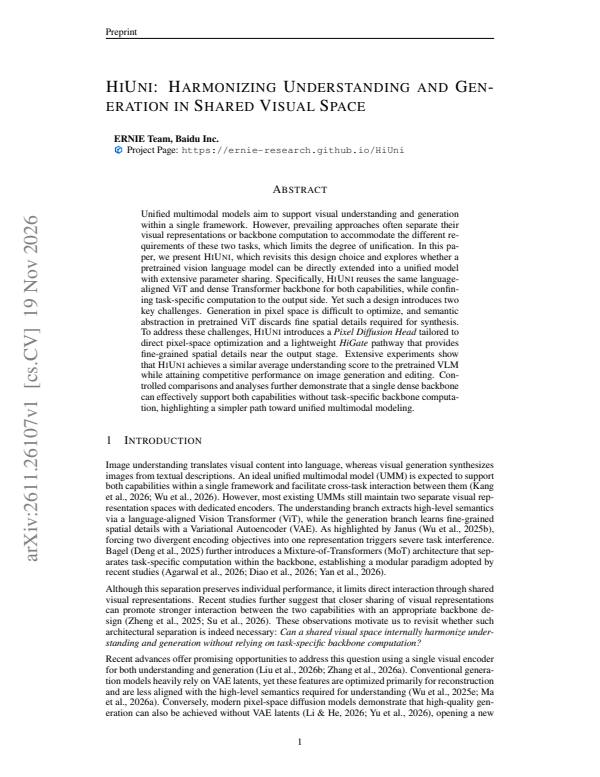 Preprint
HIUNI: HARMONIZING UNDERSTANDING AND GEN-
ERATION IN SHARED VISUAL SPACE
ERNIE Team, Baidu Inc.
Project Page: https://ernie-research.github.io/HiUni
ABSTRACT
Unified multimodal models aim to support visual understanding and generation
within a single framework. However, prevailing approaches often separate their
visual representations or backbone computation to accommodate the different re-
quirements of these two tasks, which limits the degree of unification. In this pa-
per, we present HIUNI, which revisits this design choice and explores whether a
pretrained vision language model can be directly extended into a unified model
with extensive parameter sharing. Specifically, HIUNI reuses the same language-
aligned ViT and dense Transformer backbone for both capabilities, while confin-
ing task-specific computation to the output side. Yet such a design introduces two
key challenges. Generation in pixel space is difficult to optimize, and semantic
abstraction in pretrained ViT discards fine spatial details required for synthesis.
To address these challenges, HIUNI introduces a Pixel Diffusion Head tailored to
direct pixel-space optimization and a lightweight HiGate pathway that provides
fine-grained spatial details near the output stage. Extensive experiments show
that HIUNI achieves a similar average understanding score to the pretrained VLM
while attaining competitive performance on image generation and editing. Con-
trolled comparisons and analyses further demonstrate that a single dense backbone
can effectively support both capabilities without task-specific backbone computa-
tion, highlighting a simpler path toward unified multimodal modeling.
1 INTRODUCTION
Image understanding translates visual content into language, whereas visual generation synthesizes
images from textual descriptions. An ideal unified multimodal model (UMM) is expected to support
both capabilities within a single framework and facilitate cross-task interaction between them (Kang
et al., 2026; Wu et al., 2026). However, most existing UMMs still maintain two separate visual rep-
resentation spaces with dedicated encoders. The understanding branch extracts high-level semantics
via a language-aligned Vision Transformer (ViT), while the generation branch learns fine-grained
spatial details with a Variational Autoencoder (VAE). As highlighted by Janus (Wu et al., 2025b),
forcing two divergent encoding objectives into one representation triggers severe task interference.
Bagel (Deng et al., 2025) further introduces a Mixture-of-Transformers (MoT) architecture that sep-
arates task-specific computation within the backbone, establishing a modular paradigm adopted by
recent studies (Agarwal et al., 2026; Diao et al., 2026; Yan et al., 2026).
Although this separation preserves individual performance, it limits direct interaction through shared
visual representations. Recent studies further suggest that closer sharing of visual representations
can promote stronger interaction between the two capabilities with an appropriate backbone de-
sign (Zheng et al., 2025; Su et al., 2026). These observations motivate us to revisit whether such
architectural separation is indeed necessary: Can a shared visual space internally harmonize under-
standing and generation without relying on task-specific backbone computation?
Recent advances offer promising opportunities to address this question using a single visual encoder
for both understanding and generation (Liu et al., 2026b; Zhang et al., 2026a). Conventional genera-
tion models heavily rely on VAE latents, yet these features are optimized primarily for reconstruction
and are less aligned with the high-level semantics required for understanding (Wu et al., 2025e; Ma
et al., 2026a). Conversely, modern pixel-space diffusion models demonstrate that high-quality gen-
eration can also be achieved without VAE latents (Li & He, 2026; Yu et al., 2026), opening a new
1
arXiv:2611.26107v1 [cs.CV] 19 Nov 2026